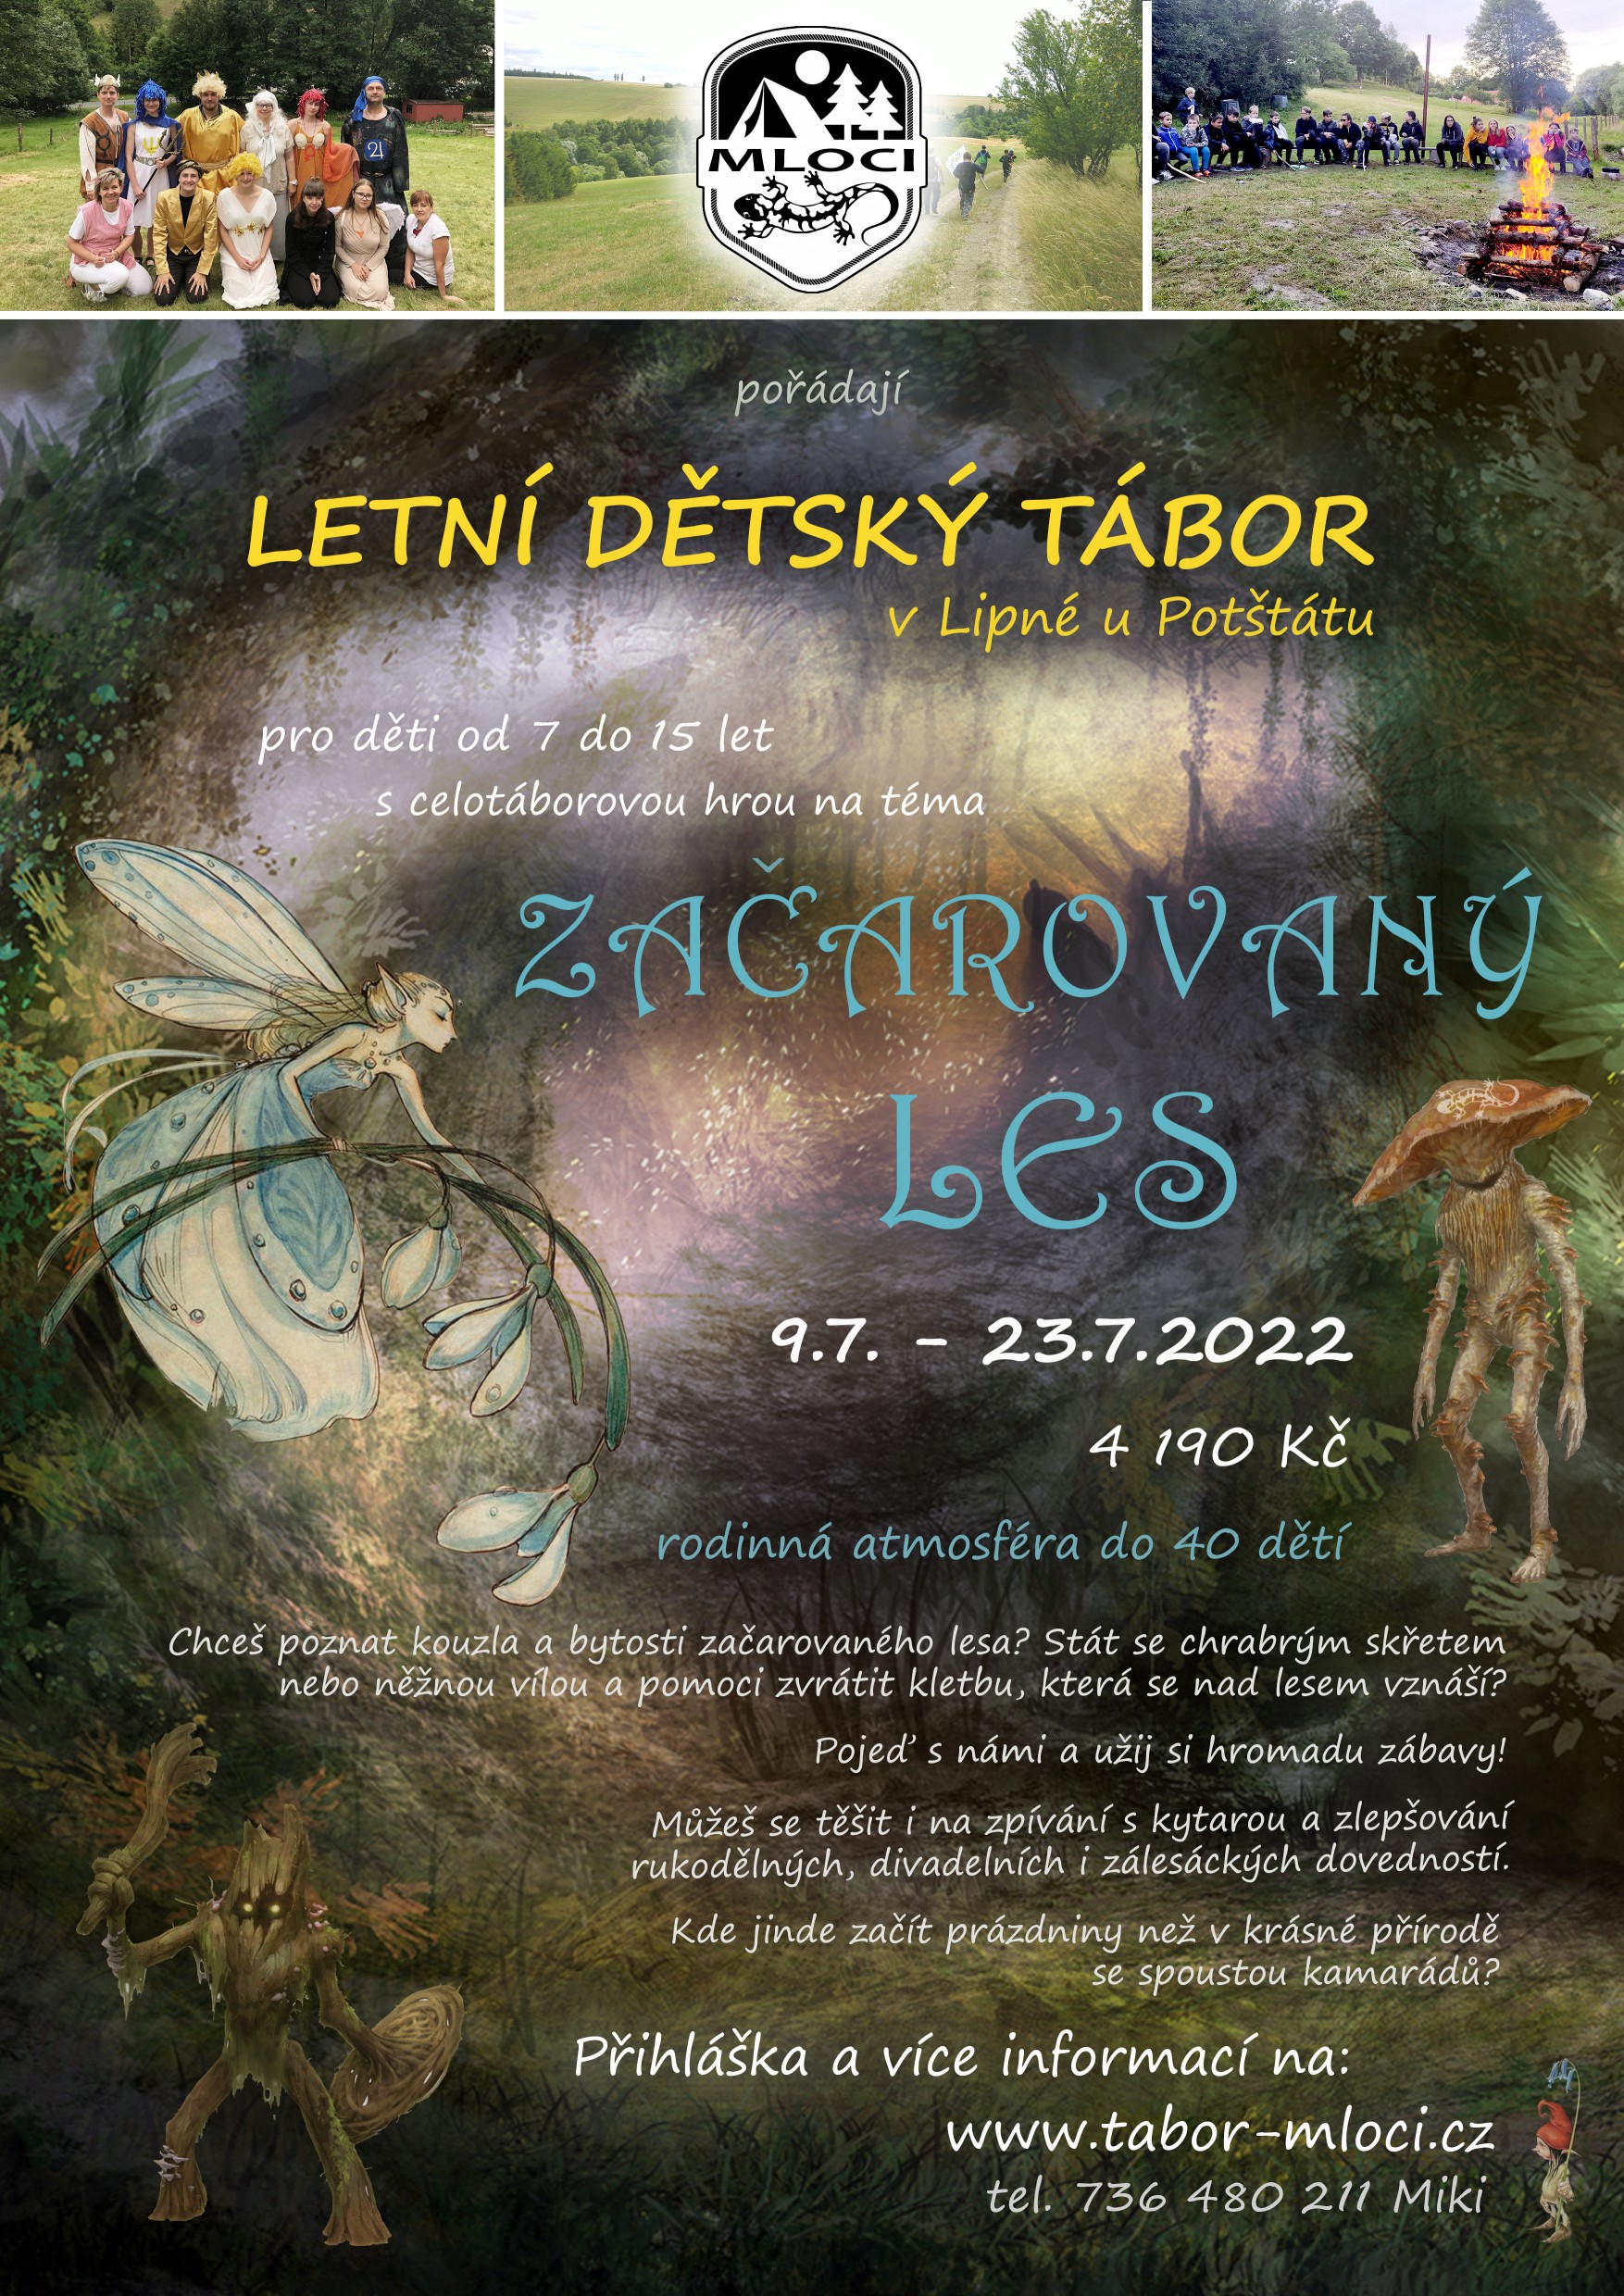 MLOCI
pořádají
LETNÍ DĚTSKÝ TÁBOR
v Lipné u Potštátu
pro děti od 7 do 15 let
s celotáborovou hrou na téma
ZAČAROVANÝ
LES
9.7. - 23.7.2022
4 190 Kč
rodinná atmosféra do 40 dětí
Chceš poznat kouzla a bytosti začarovaného lesa? Stát se chrabrým skřetem
nebo něžnou vílou a pomoci zvrátit kletbu, která se nad lesem vznáší?
Pojeď s námi a užij si hromadu zábavy!
Můžeš se těšit i na zpívání s kytarou a zlepšování
rukodělných, divadelních i zálesáckých dovedností.
Kde jinde začít prázdniny než v krásné přírodě
se spoustou kamarádů?
Přihláška a více informací na:
www.tabor-mloci.cz
tel. 736 480 211 Miki